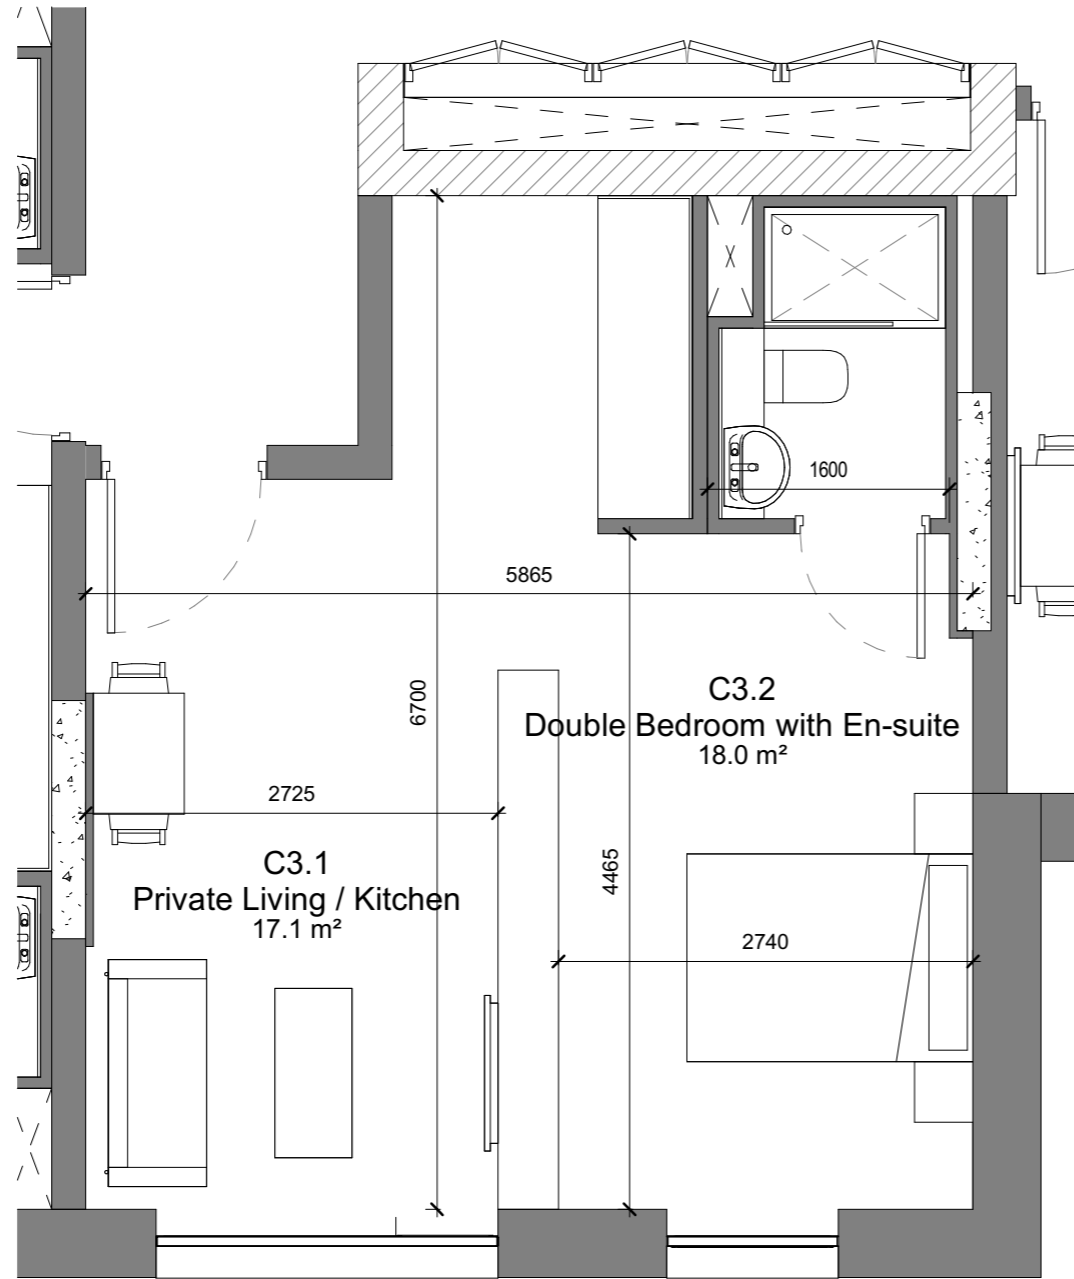 1600
5865
6700
C3.2
Double Bedroom with En-suite
18.0 m²
2725
4465
C3.1
Private Living / Kitchen
17.1 m²
2740